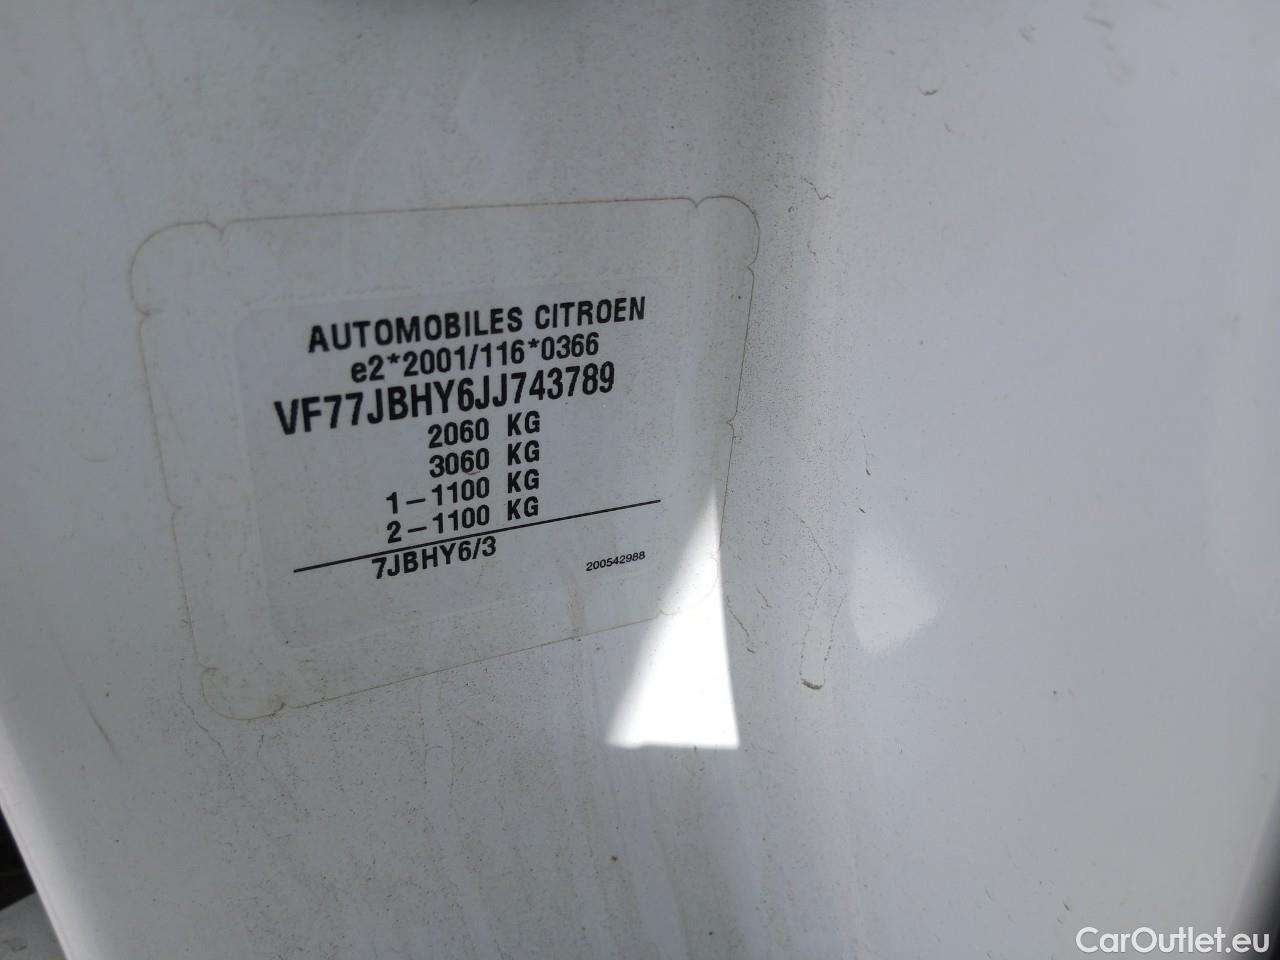 AUTOMOBILES CITROEN
e2*2001/116*0366
VF77JBHY6JJ743789
2060 KG
3060 KG
1-1100 KG
2-1100 KG
7JBHY6/3
200542988
CarOutlet.eu